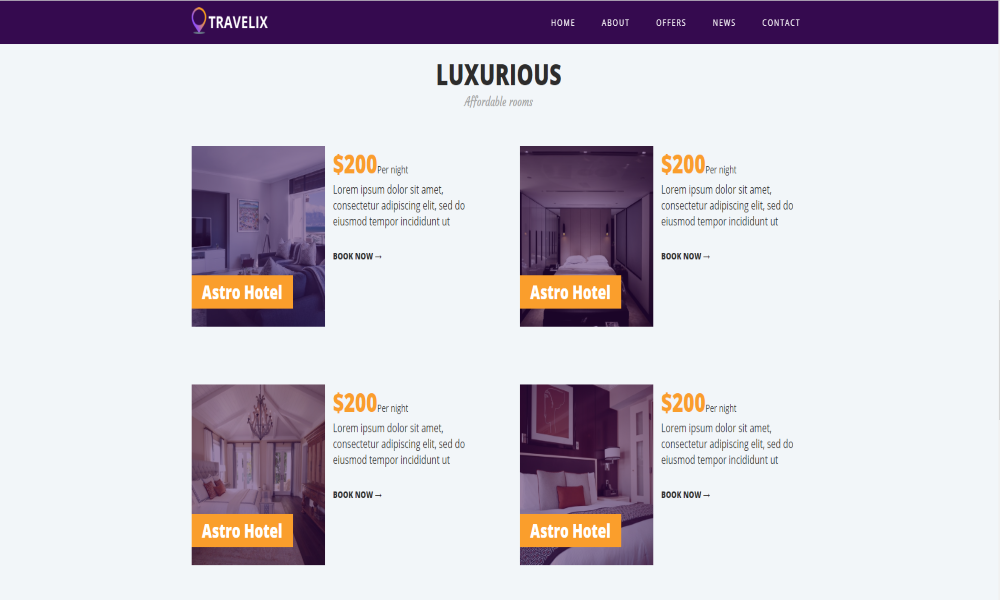 TRAVELIX
HOME ABOUT OFFERS NEWS CONTACT
LUXURIOUS
Affordable rooms
$200Per night
Lorem ipsum dolor sit amet,
consectetur adipiscing elit, sed do
eiusmod tempor incididunt ut
BOOK NOW →
Astro Hotel
$200Per night
Lorem ipsum dolor sit amet,
consectetur adipiscing elit, sed do
eiusmod tempor incididunt ut
BOOK NOW →
Astro Hotel
$200Per night
Lorem ipsum dolor sit amet,
consectetur adipiscing elit, sed do
eiusmod tempor incididunt ut
BOOK NOW →
Astro Hotel
$200Per night
Lorem ipsum dolor sit amet,
consectetur adipiscing elit, sed do
eiusmod tempor incididunt ut
BOOK NOW →
Astro Hotel